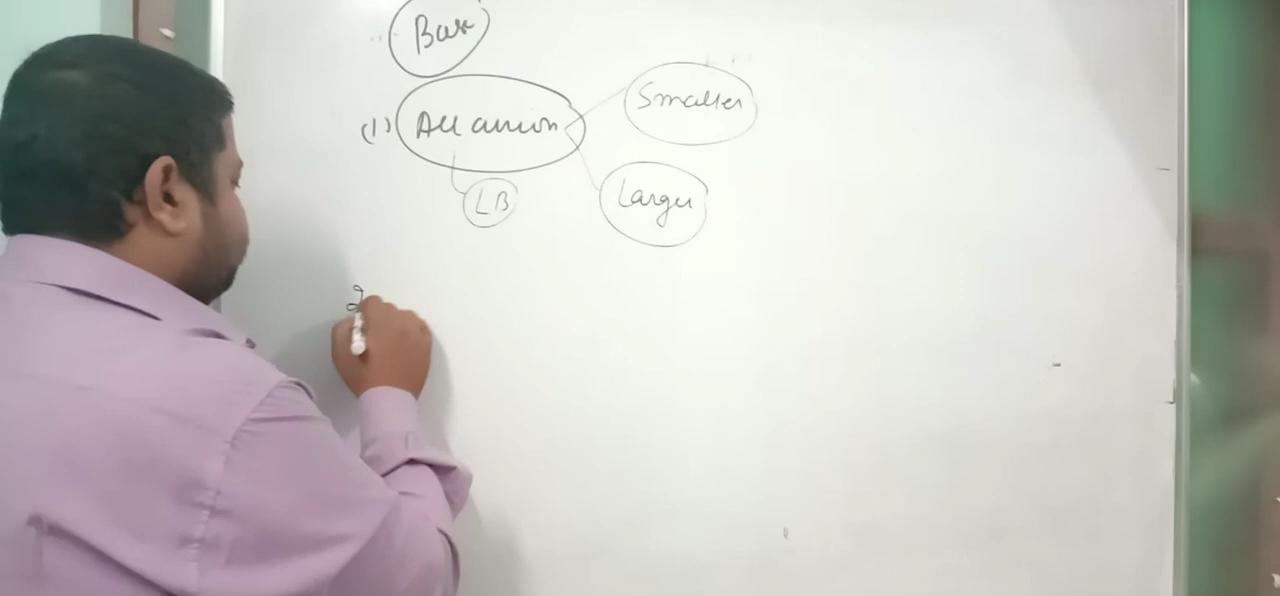 Base
(1) All anion
Smaller
LB
Larger